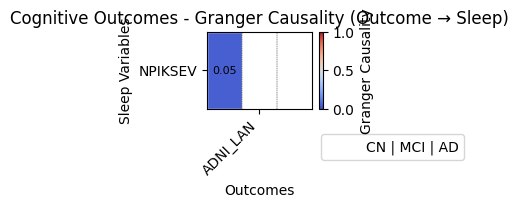 Cognitive Outcomes - Granger Causality (Outcome → Sleep)
Sleep Variables
NPIKSEV
0.05
1.0
0.5
0.0
Granger Causality
ADNI_LAN
CN | MCI | AD
Outcomes